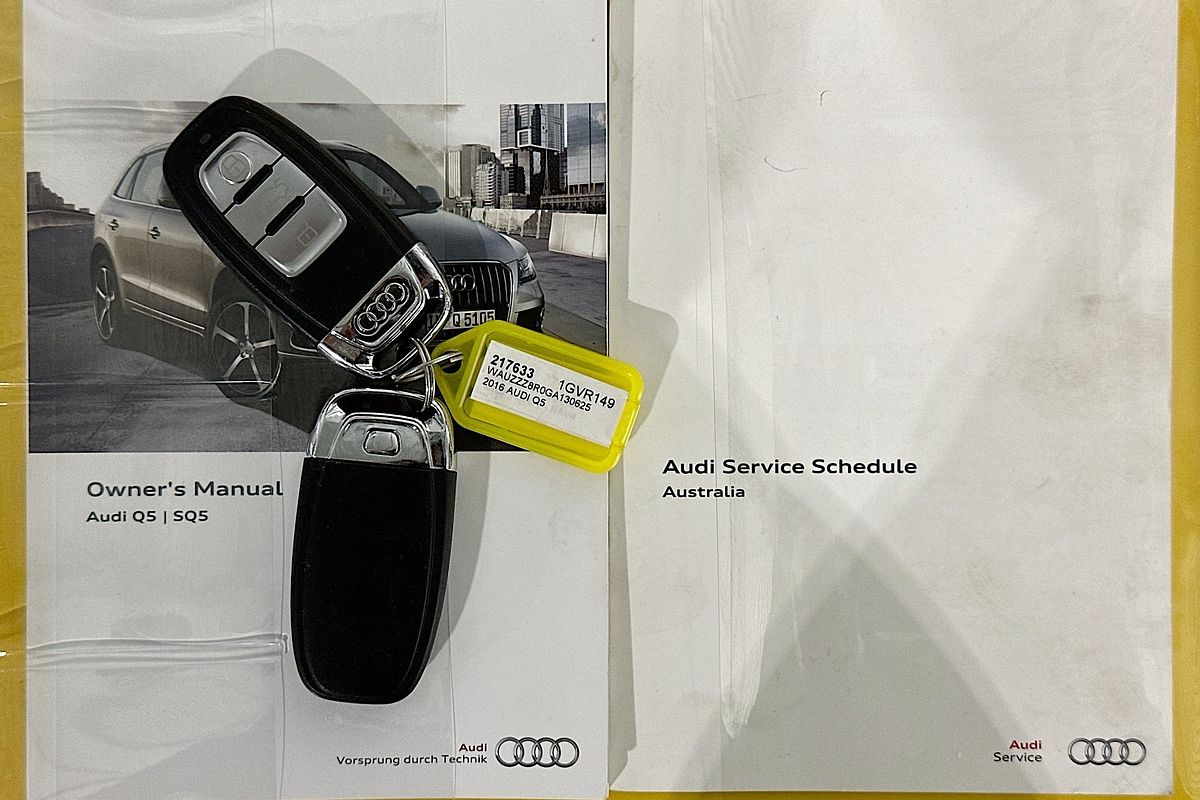 Q 5105
217633 1GVR149
WAUZZZ8R0GA130625
2016 AUDI Q5
Owner's Manual
Audi Q5 | SQ5
Audi
Vorsprung durch Technik
Audi Service Schedule
Australia
Audi
Service